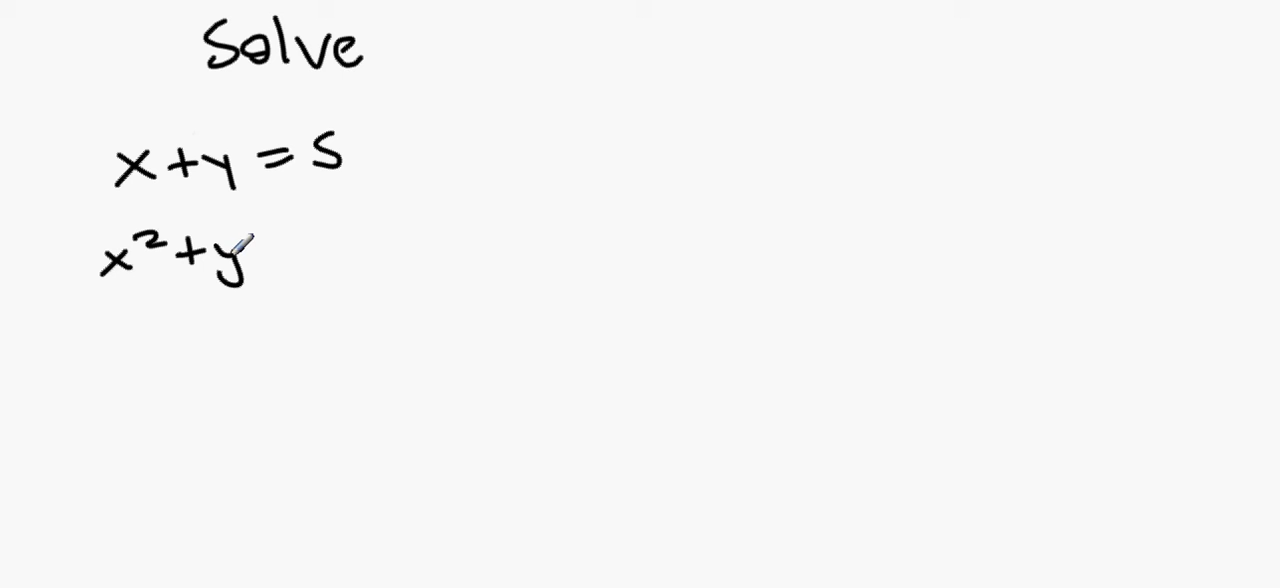 Solve
x + y = 5
x² + y